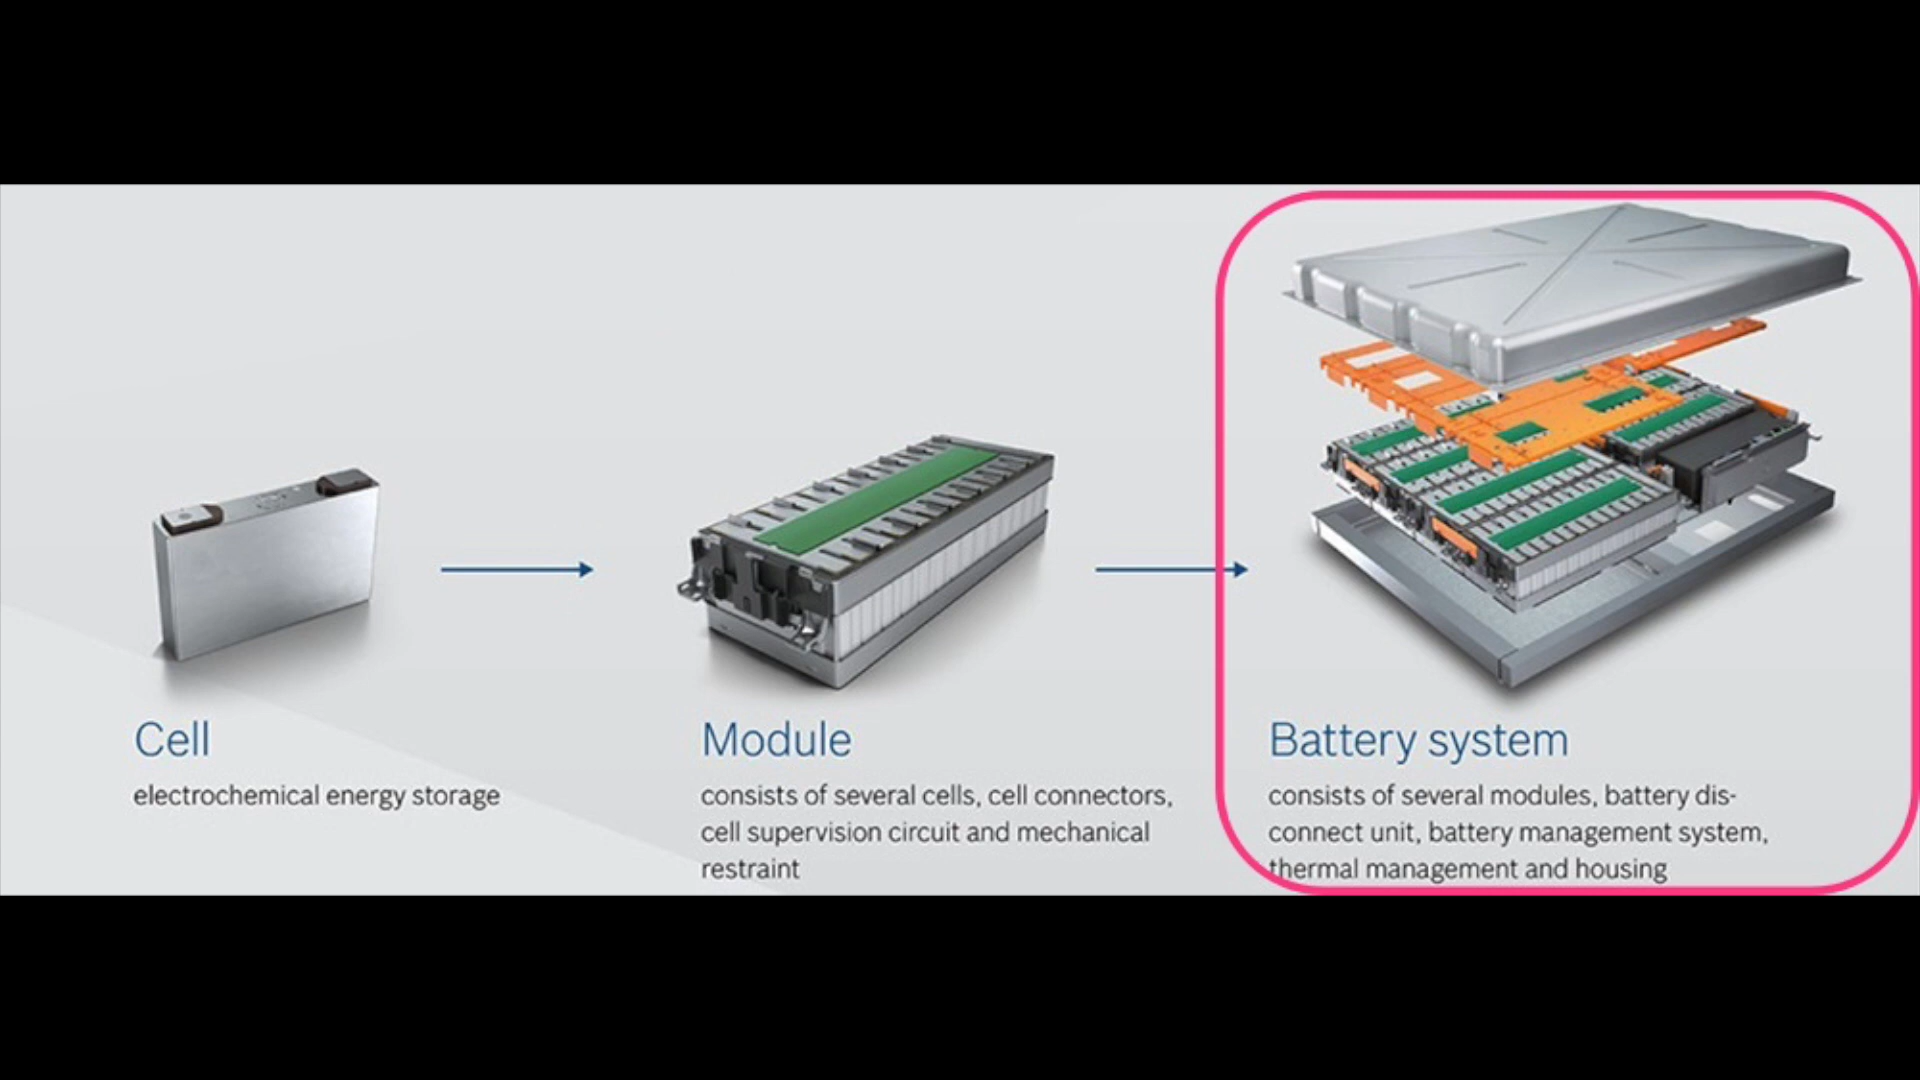 Cell
electrochemical energy storage
Module
consists of several cells, cell connectors,
cell supervision circuit and mechanical
restraint
Battery system
consists of several modules, battery dis-
connect unit, battery management system,
thermal management and housing